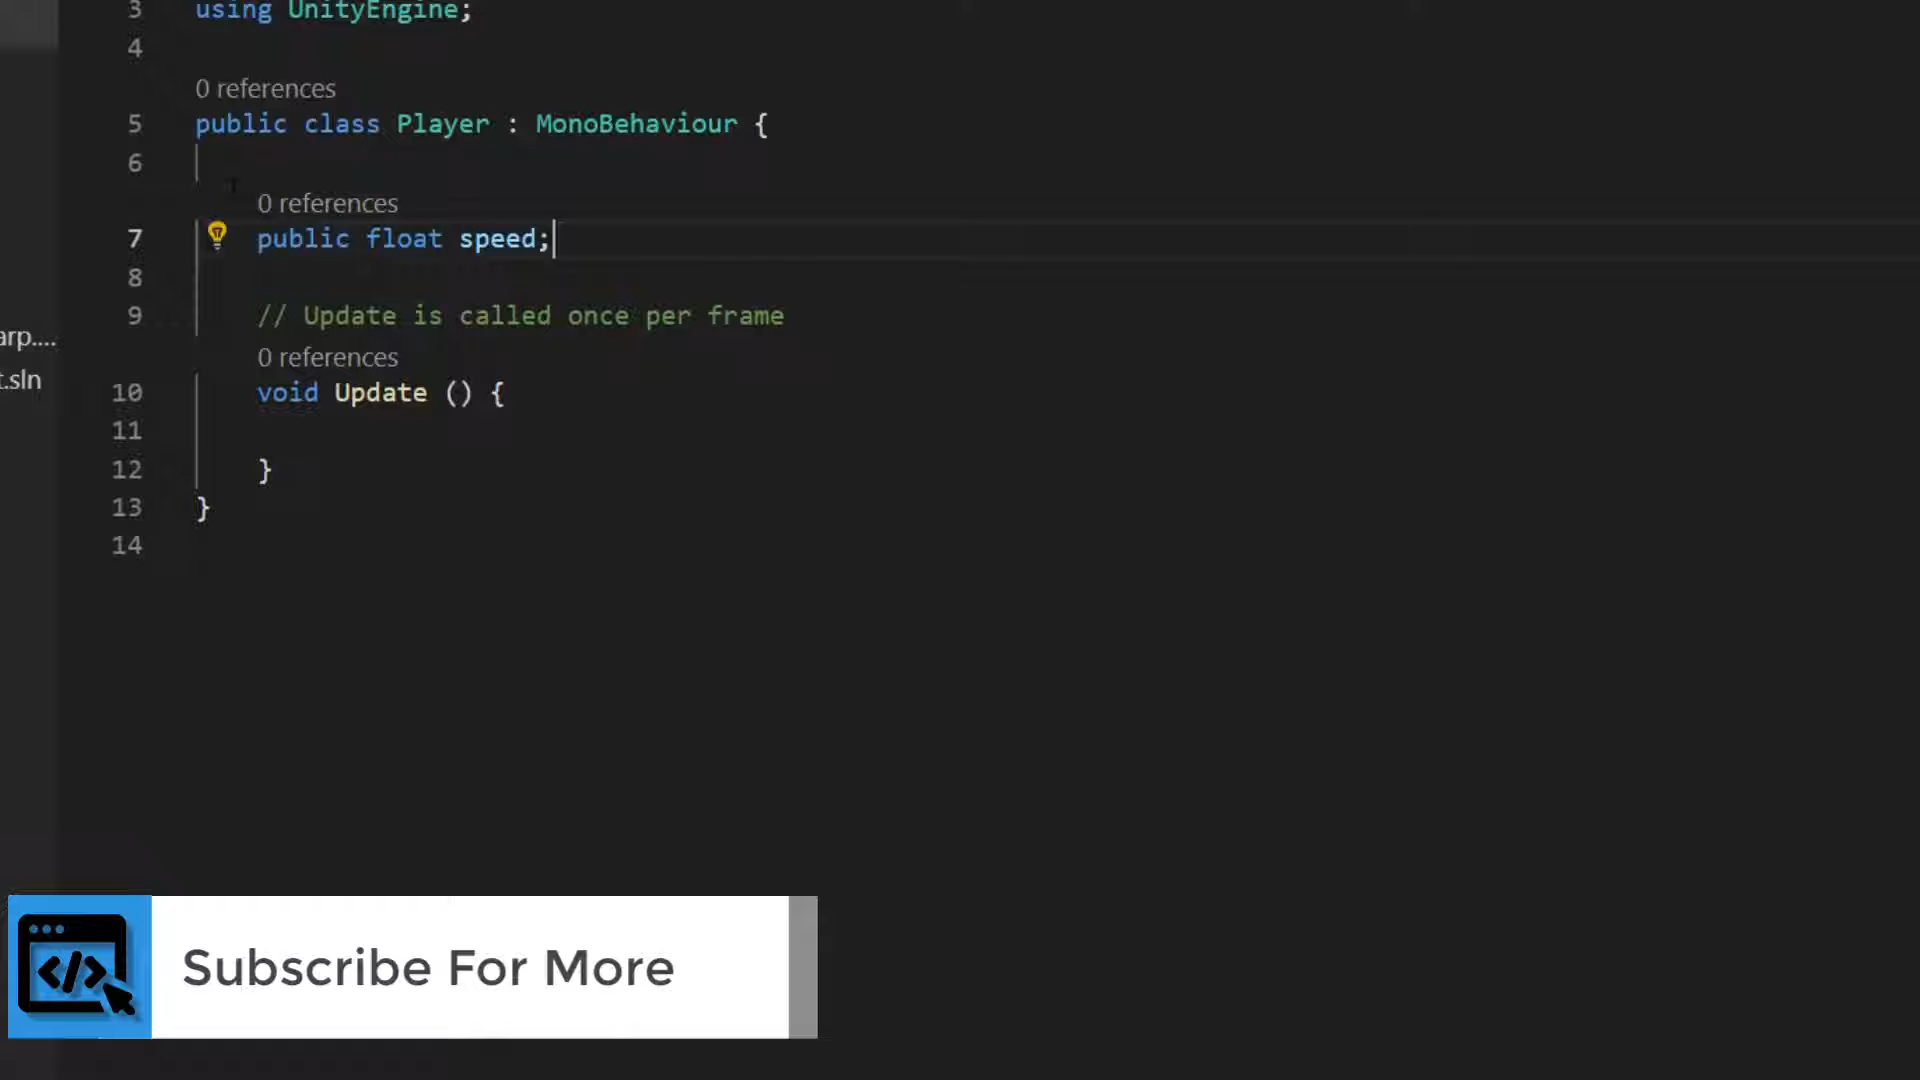 3 using UnityEngine;
4
0 references
5 public class Player : MonoBehaviour {
6
0 references
7 public float speed;
8
9 // Update is called once per frame
0 references
arp....
10 void Update () {
t.sln
11
12 }
13 }
14
</> Subscribe For More